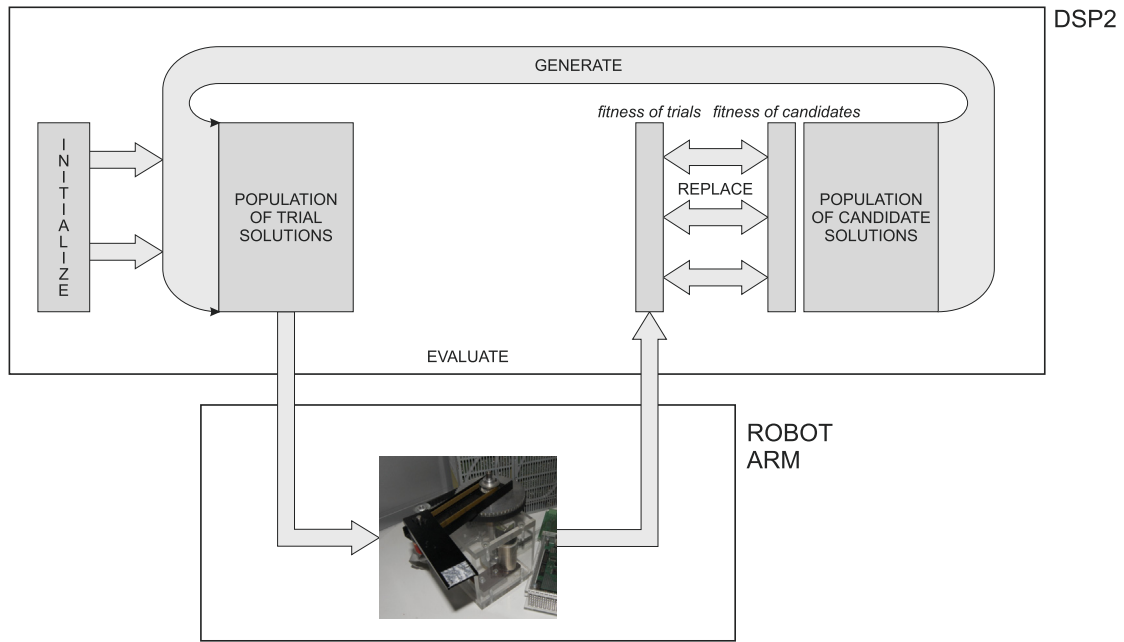 DSP2
GENERATE
fitness of trials
fitness of candidates
INITIALIZE
POPULATION
OF TRIAL
SOLUTIONS
REPLACE
POPULATION
OF CANDIDATE
SOLUTIONS
EVALUATE
ROBOT
ARM